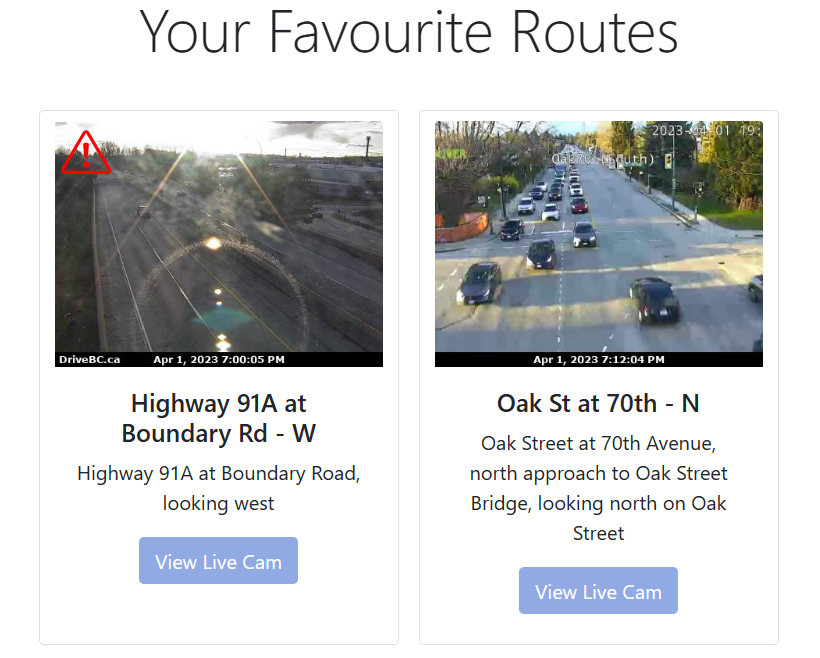 Your Favourite Routes
DriveBC.ca Apr 1, 2023 7:00:05 PM
Highway 91A at
Boundary Rd - W
Highway 91A at Boundary Road,
looking west
View Live Cam
2023-04-01 19:
(south)
Apr 1, 2023 7:12:04 PM
Oak St at 70th - N
Oak Street at 70th Avenue,
north approach to Oak Street
Bridge, looking north on Oak
Street
View Live Cam